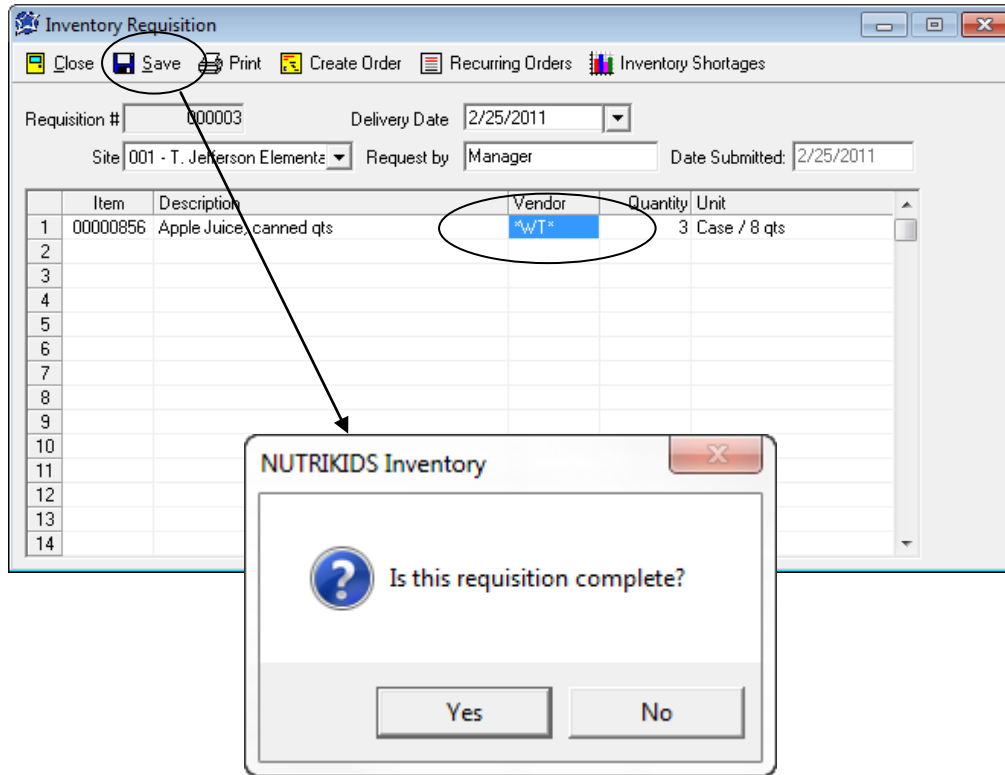 Inventory Requisition
Close Save Print Create Order Recurring Orders Inventory Shortages
Requisition # 000003 Delivery Date 2/25/2011
Site 001 - T. Jefferson Elementa Request by Manager Date Submitted: 2/25/2011
Item Description Vendor Quantity Unit
1 00000856 Apple Juice, canned qts *WT* 3 Case / 8 qts
2
3
4
5
6
7
8
9
10
11
12
13
14
NUTRIKIDS Inventory
Is this requisition complete?
Yes No